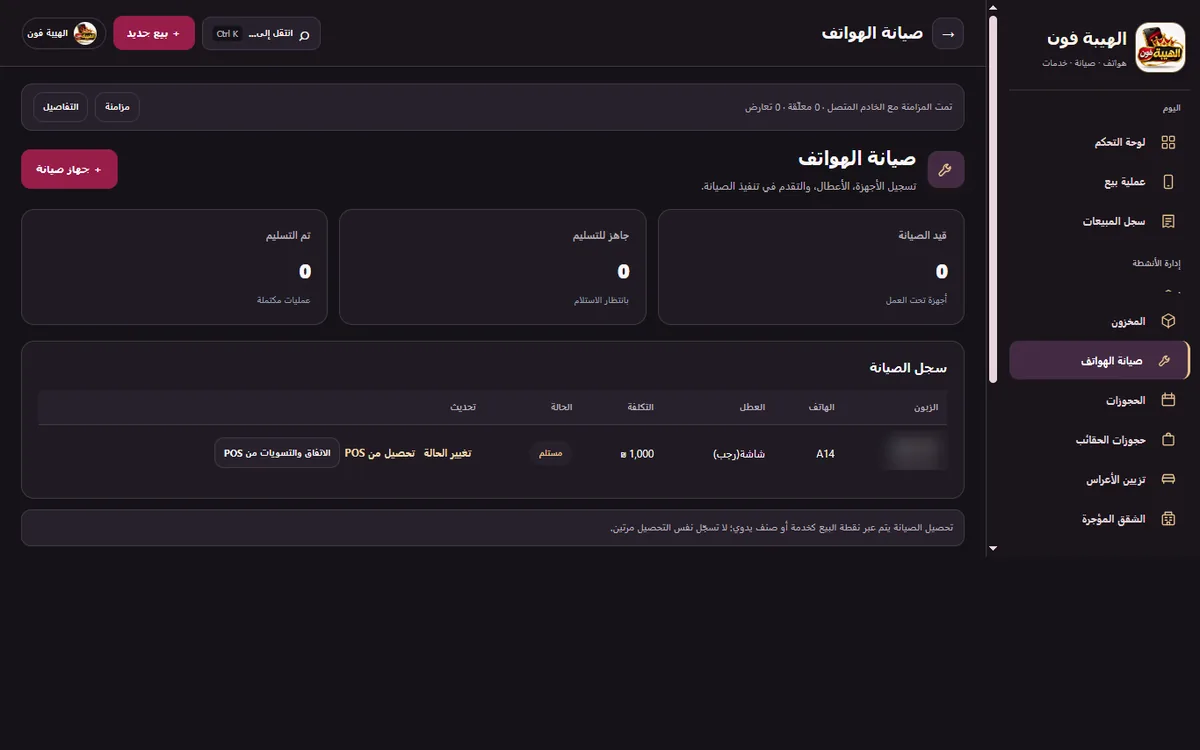 الهيبة فون
هواتف · صيانة · خدمات
اليوم
لوحة التحكم
عملية بيع
سجل المبيعات
إدارة الأنشطة
المخزون
صيانة الهواتف
الحجوزات
حجوزات الحقائب
تزيين الأعراس
الشقق المؤجرة
→ صيانة الهواتف
انتقل إلى... Ctrl K
+ بيع جديد
الهيبة فون
تمت المزامنة مع الخادم المتصل · 0 معلّقة · 0 تعارض
مزامنة
التفاصيل
صيانة الهواتف
تسجيل الأجهزة، الأعطال، والتقدم في تنفيذ الصيانة.
+ جهاز صيانة
قيد الصيانة
0
أجهزة تحت العمل
جاهز للتسليم
0
بانتظار الاستلام
تم التسليم
0
عمليات مكتملة
سجل الصيانة
الزبون الهاتف العطل التكلفة الحالة تحديث
A14 شاشة(رجب) 1,000 ₪ مستلم تغيير الحالة تحصيل من POS الاتفاق والتسويات من POS
تحصيل الصيانة يتم عبر نقطة البيع كخدمة أو صنف يدوي؛ لا تسجّل نفس التحصيل مرتين.